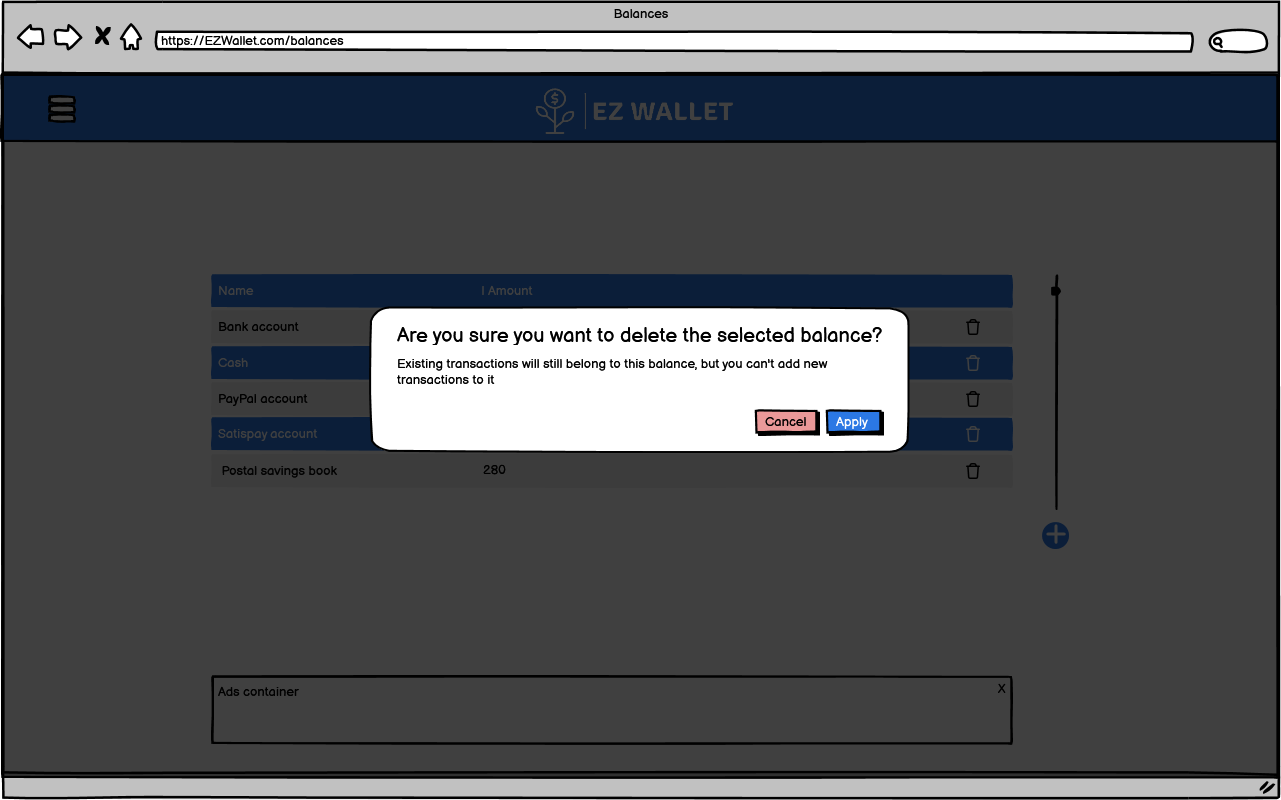 Balances
https://EZWallet.com/balances
EZ WALLET
Name | Amount
Bank account
Cash
PayPal account
Satispay account
Postal savings book 280
Are you sure you want to delete the selected balance?
Existing transactions will still belong to this balance, but you can't add new
transactions to it
Cancel Apply
Ads container X